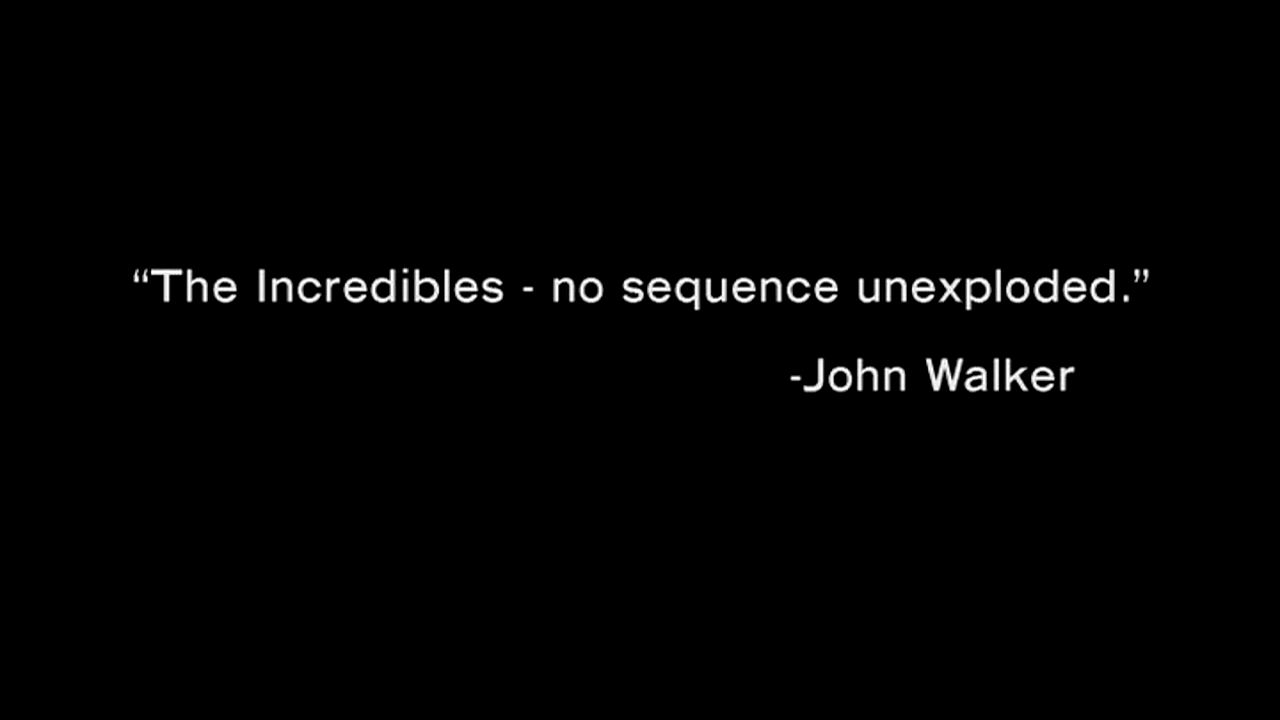 “The Incredibles - no sequence unexploded.”
-John Walker